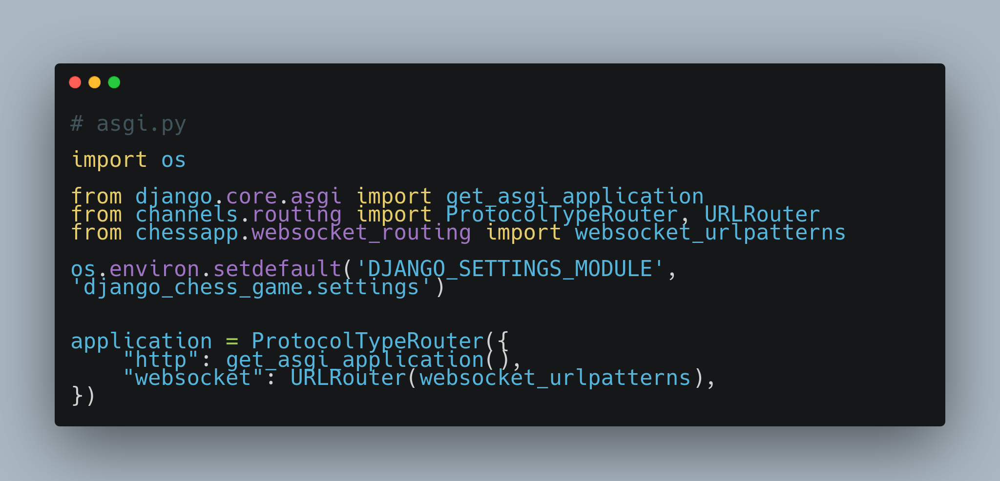 # asgi.py
import os
from django.core.asgi import get_asgi_application
from channels.routing import ProtocolTypeRouter, URLRouter
from chessapp.websocket_routing import websocket_urlpatterns
os.environ.setdefault('DJANGO_SETTINGS_MODULE',
'django_chess_game.settings')
application = ProtocolTypeRouter({
    "http": get_asgi_application(),
    "websocket": URLRouter(websocket_urlpatterns),
})